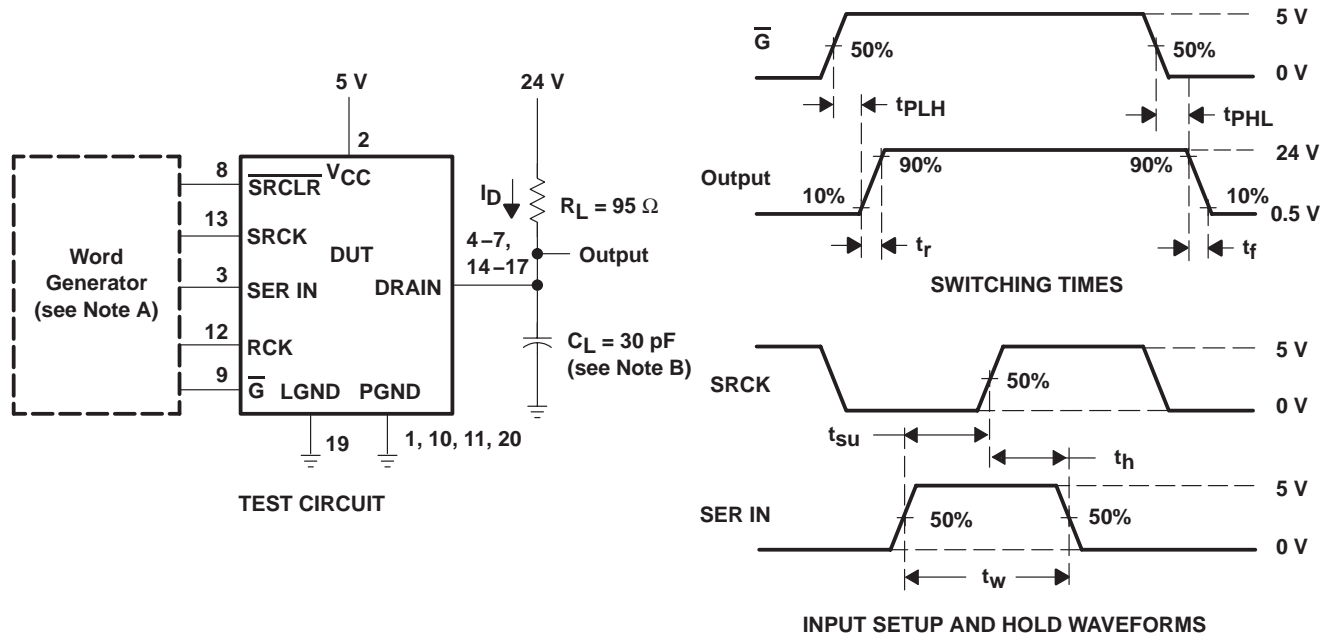 5 V
24 V
2
8
SRCLR
VCC
13
SRCK
DUT
3
SER IN
DRAIN
12
RCK
9
G
LGND
PGND
19
1, 10, 11, 20
Word
Generator
(see Note A)
ID
RL = 95 Ω
4–7,
14–17
Output
CL = 30 pF
(see Note B)
TEST CIRCUIT
G
50%
50%
5 V
0 V
tPLH
tPHL
Output
10%
90%
90%
10%
24 V
0.5 V
tr
tf
SWITCHING TIMES
SRCK
50%
5 V
0 V
tsu
th
SER IN
50%
50%
5 V
0 V
tw
INPUT SETUP AND HOLD WAVEFORMS